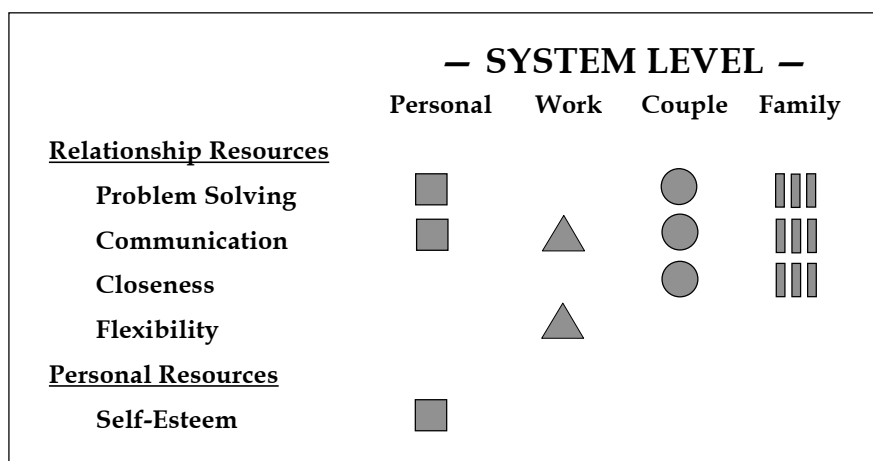 – SYSTEM LEVEL –
Personal Work Couple Family
Relationship Resources
Problem Solving
Communication
Closeness
Flexibility
Personal Resources
Self-Esteem